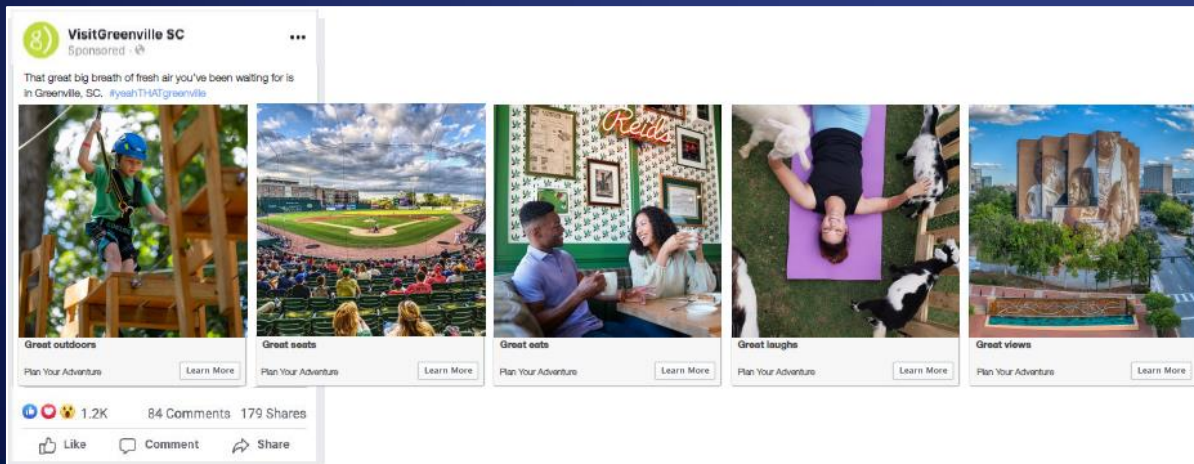 g)
VisitGreenville SC
Sponsored ·
That great big breath of fresh air you've been waiting for is
in Greenville, SC. #yeahTHATgreenville
Reids
Great outdoors
Plan Your Adventure
Learn More
Great seats
Plan Your Adventure
Learn More
Great eats
Plan Your Adventure
Learn More
Great laughs
Plan Your Adventure
Learn More
Great views
Plan Your Adventure
Learn More
1.2K 84 Comments 179 Shares
Like Comment Share